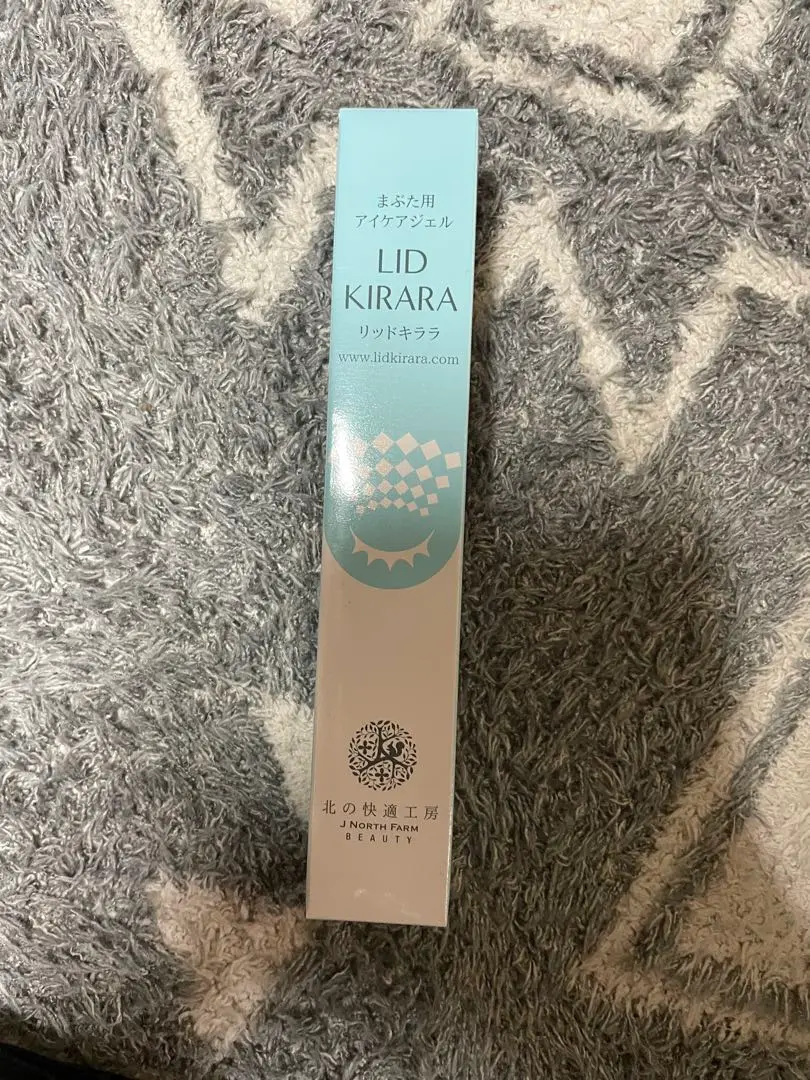 まぶた用
アイケアジェル
LID
KIRARA
リッドキララ
www.lidkirara.com
北の快適工房
J NORTH FARM
BEAUTY